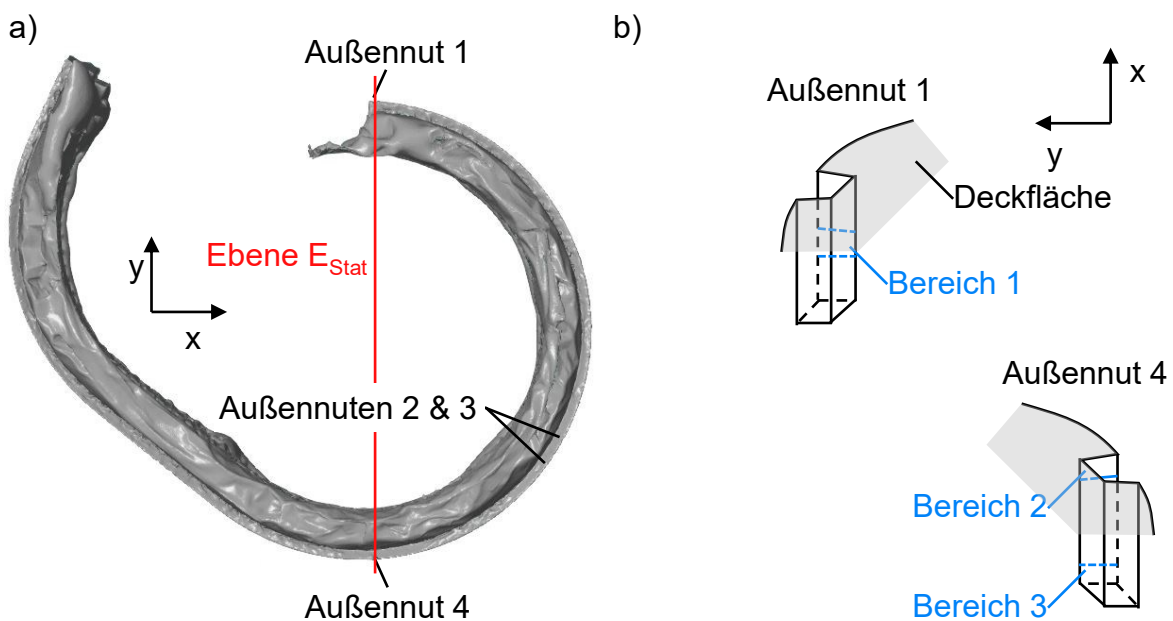 a)
Außennut 1
Ebene E_Stat
y
x
Außennuten 2 & 3
Außennut 4
b)
x
Außennut 1
y
Deckfläche
Bereich 1
Außennut 4
Bereich 2
Bereich 3